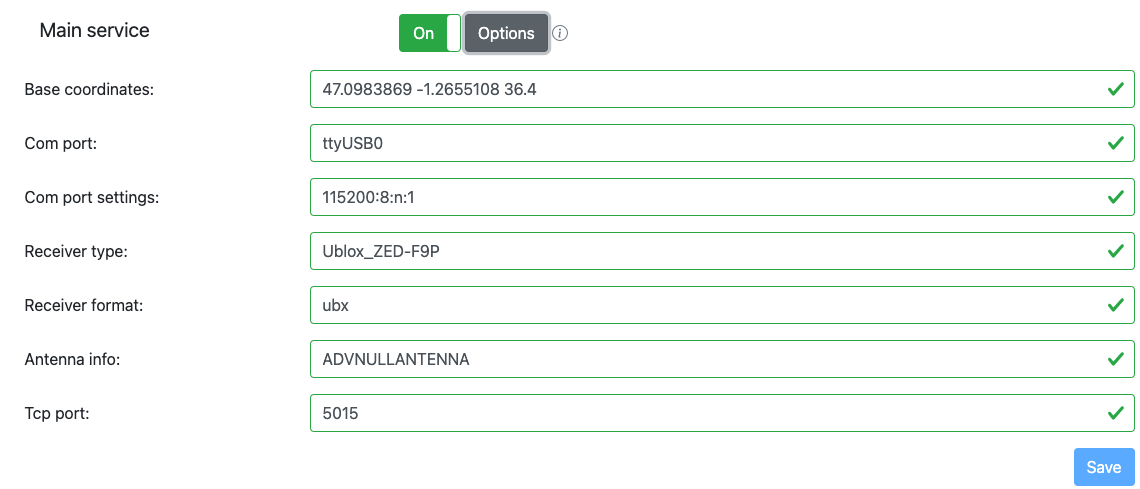 Main service On Options i
Base coordinates: 47.0983869 -1.2655108 36.4
Com port: ttyUSB0
Com port settings: 115200:8:n:1
Receiver type: Ublox_ZED-F9P
Receiver format: ubx
Antenna info: ADVNULLANTENNA
Tcp port: 5015
Save